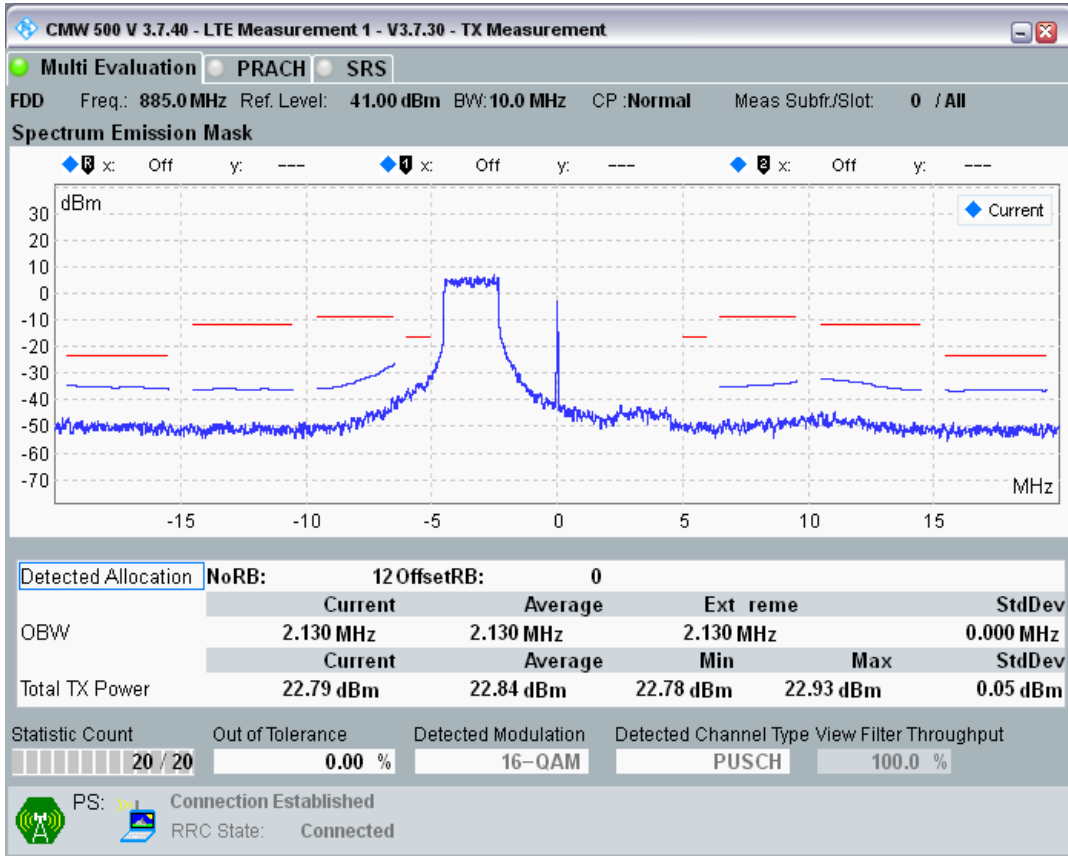 CMW 500 V 3.7.40 - LTE Measurement 1 - V3.7.30 - TX Measurement
Multi Evaluation PRACH SRS
FDD Freq.: 885.0 MHz Ref. Level: 41.00 dBm BW: 10.0 MHz CP :Normal Meas Subfr./Slot: 0 / All
Spectrum Emission Mask
R x: Off y: --- 1 x: Off y: --- 2 x: Off y: ---
dBm
Current
30
20
10
0
-10
-20
-30
-40
-50
-60
-70
MHz
-15 -10 -5 0 5 10 15
Detected Allocation NoRB: 12 OffsetRB: 0
Current Average Ext reme StdDev
OBW 2.130 MHz 2.130 MHz 2.130 MHz 0.000 MHz
Current Average Min Max StdDev
Total TX Power 22.79 dBm 22.84 dBm 22.78 dBm 22.93 dBm 0.05 dBm
Statistic Count Out of Tolerance Detected Modulation Detected Channel Type View Filter Throughput
20 / 20 0.00 % 16-QAM PUSCH 100.0 %
PS: Connection Established
RRC State: Connected